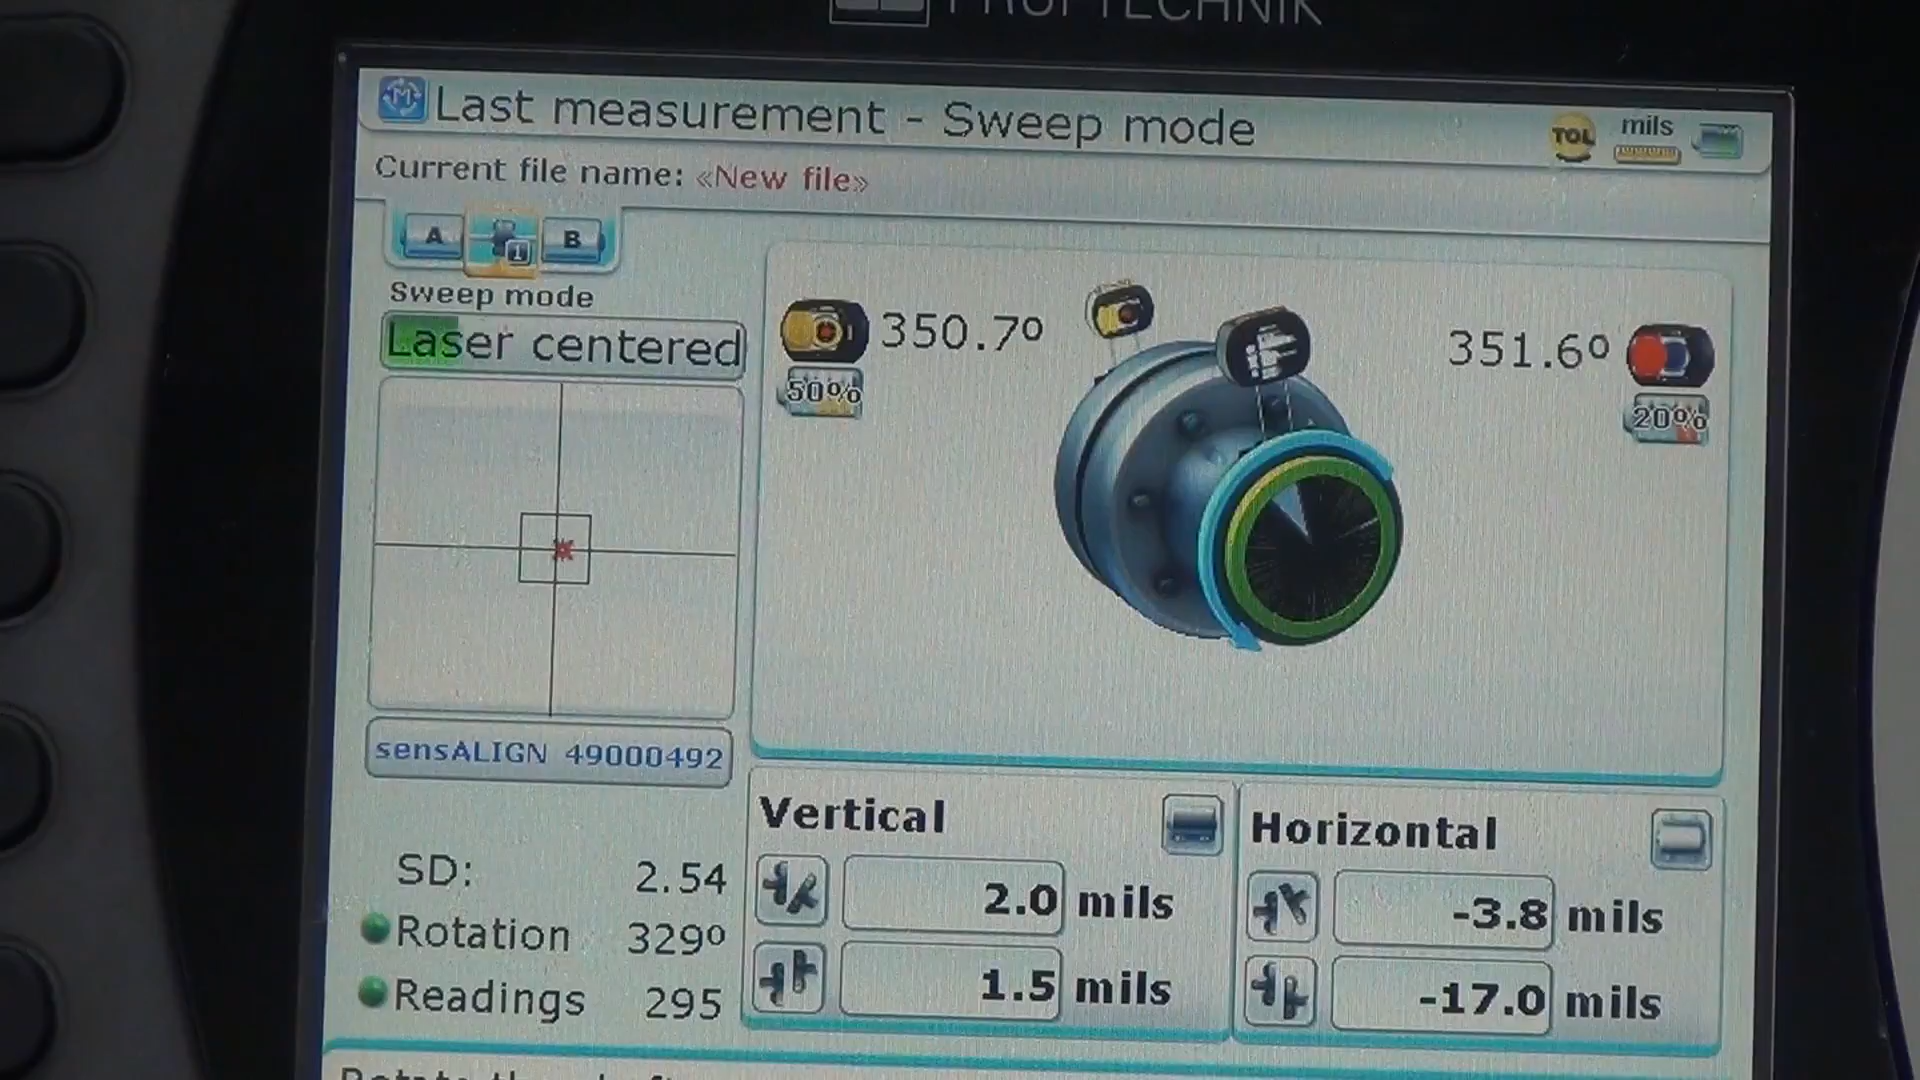 PRÜFTECHNIK
Last measurement - Sweep mode
TOL
mils
Current file name: «New file»
A
1
B
Sweep mode
Laser centered
350.7º
50%
351.6º
20%
sensALIGN 49000492
SD: 2.54
Rotation 329º
Readings 295
Vertical
2.0 mils
1.5 mils
Horizontal
-3.8 mils
-17.0 mils